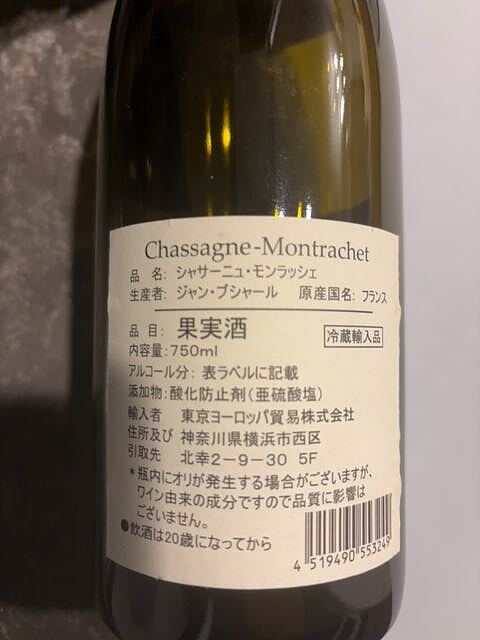 Chassagne-Montrachet
品 名: シャサーニュ・モンラッシェ
生産者: ジャン・ブシャール 原産国名: フランス
品 目: 果実酒 冷蔵輸入品
内容量:750ml
アルコール分: 表ラベルに記載
添加物:酸化防止剤(亜硫酸塩)
輸入者 東京ヨーロッパ貿易株式会社
住所及び 神奈川県横浜市西区
引取先 北幸2-9-30 5F
*瓶内にオリが発生する場合がございますが、
ワイン由来の成分ですので品質に影響は
ございません。
●飲酒は20歳になってから
4 519490 553249